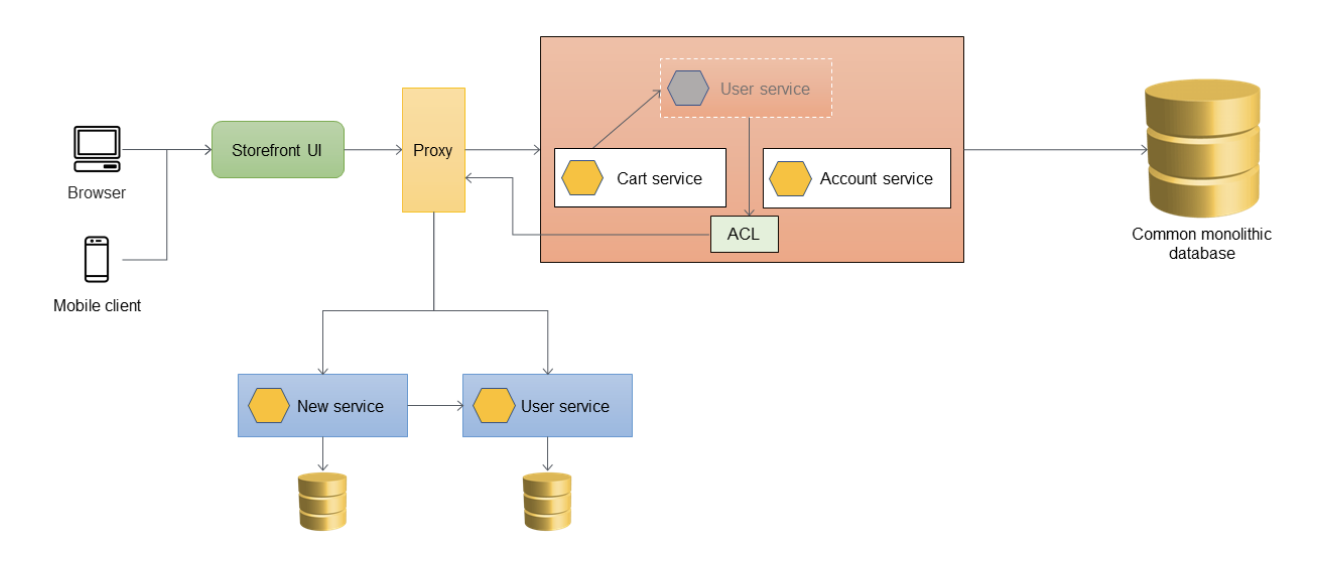 User service
Browser
Storefront UI
Proxy
Cart service
Account service
ACL
Common monolithic
database
Mobile client
New service
User service